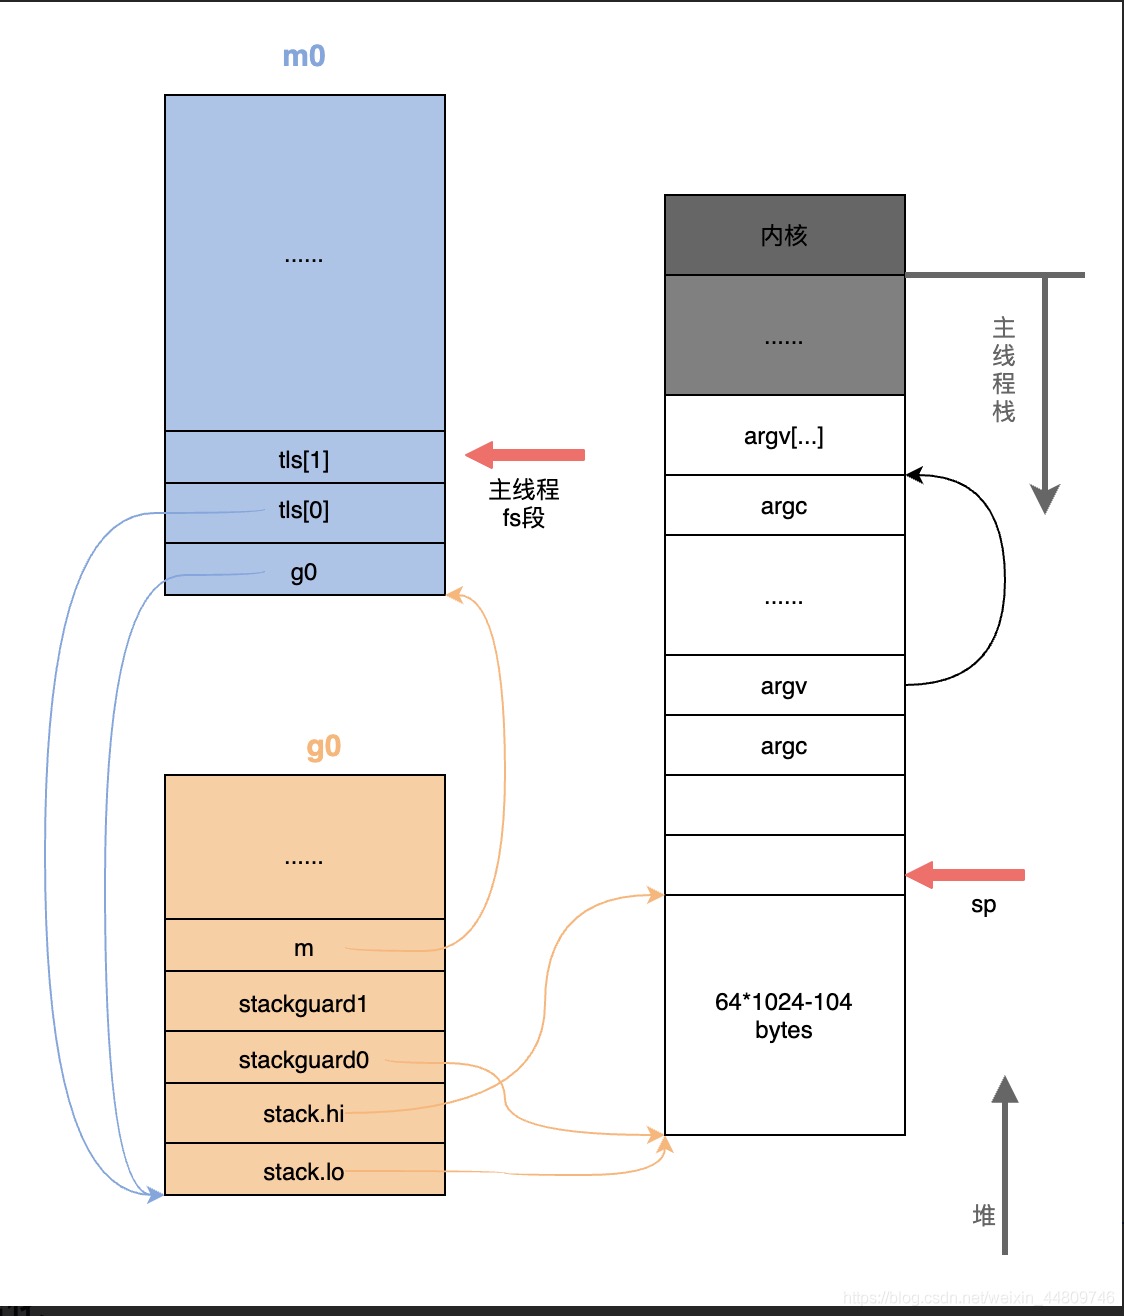 m0
......
tls[1]
tls[0]
g0
主线程
fs段
g0
......
m
stackguard1
stackguard0
stack.hi
stack.lo
内核
......
argv[...]
argc
......
argv
argc
64*1024-104
bytes
主线程栈
sp
堆
https://blog.csdn.net/weixin_44809746